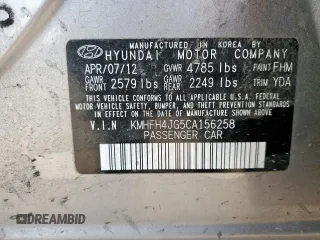 MANUFACTURED IN KOREA BY
HYUNDAI MOTOR COMPANY
APR/07/12 GVWR 4785 lbs PAINT FHM
GAWR FRONT 2579 lbs GAWR REAR 2249 lbs TRIM YDA
THIS VEHICLE CONFORMS TO ALL APPLICABLE
FEDERAL MOTOR VEHICLE SAFETY, BUMPER, AND THEFT PREVENTION
STANDARDS IN EFFECT ON THE DATE OF MANUFACTURE SHOWN ABOVE.
V.I.N KMHFH4JG5CA156258
PASSENGER CAR
DREAMBID